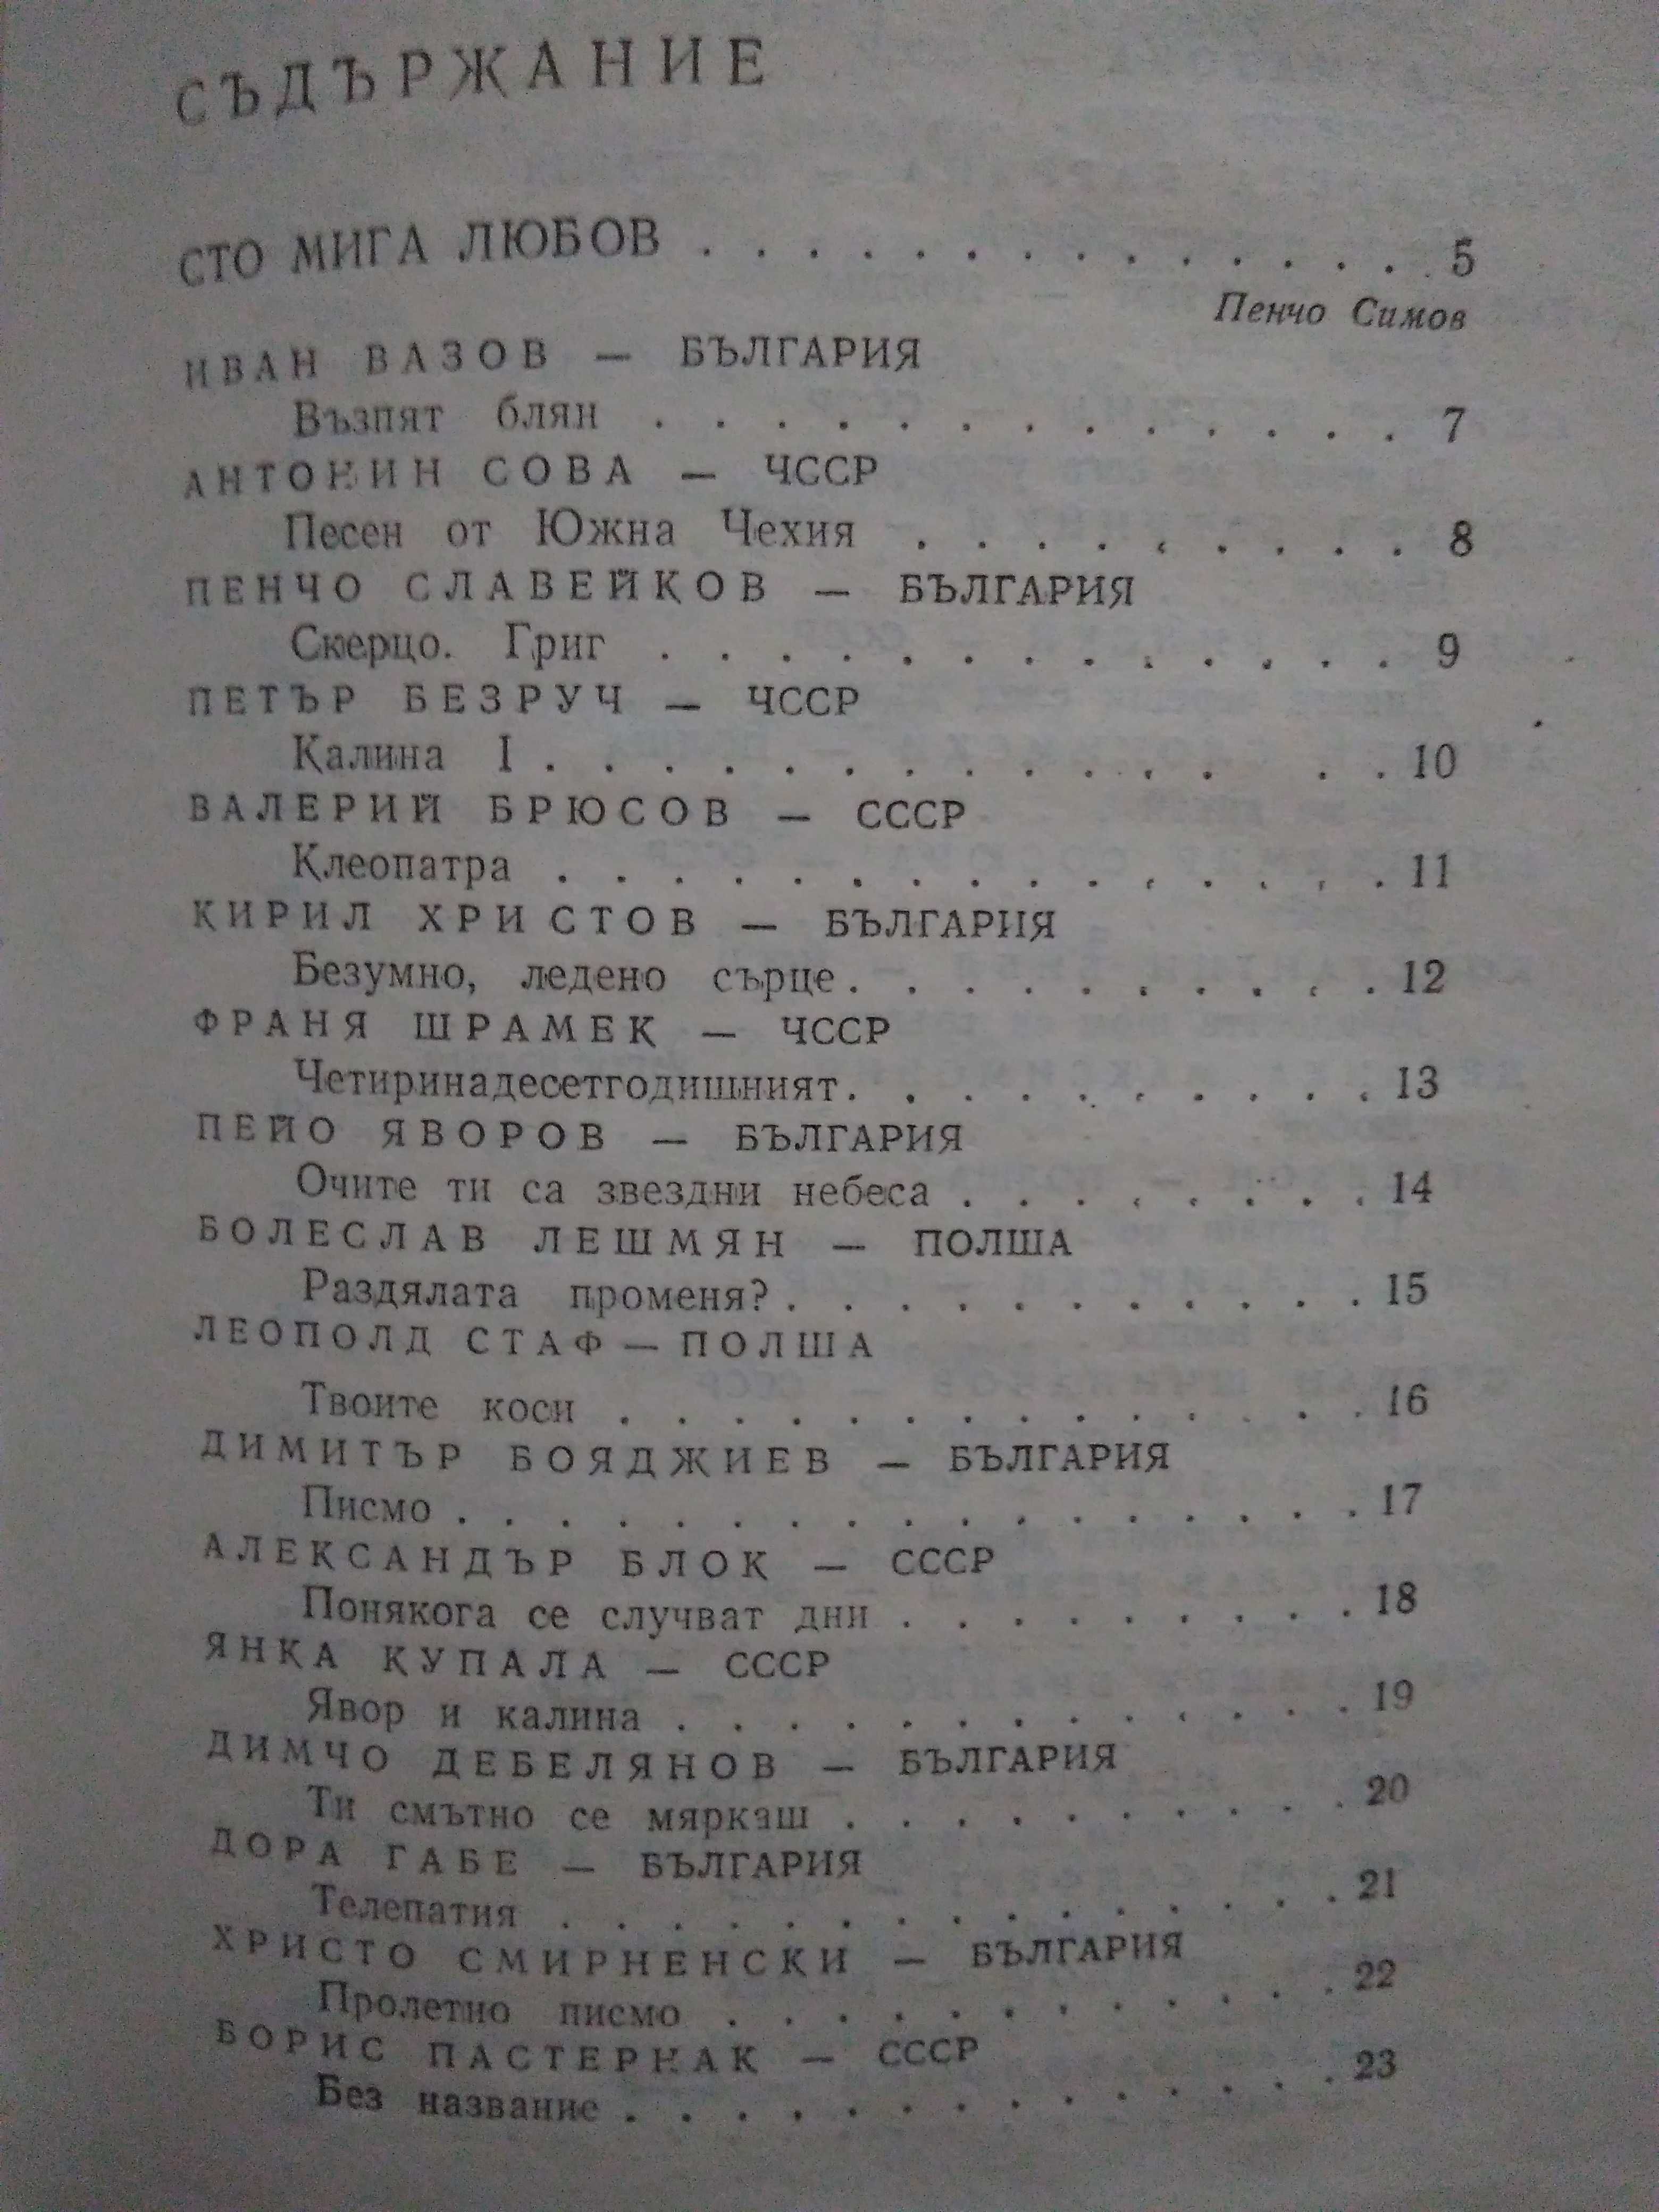 СЪДЪРЖАНИЕ
СТО МИГА ЛЮБОВ . . . . . . . . . . . . . . . 5
Пенчо Симов
ИВАН ВАЗОВ — БЪЛГАРИЯ
Възпят блян . . . . . . . . . . . . . 7
АНТОНИН СОВА — ЧССР
Песен от Южна Чехия . . . . . . . . . 8
ПЕНЧО СЛАВЕЙКОВ — БЪЛГАРИЯ
Скерцо. Григ . . . . . . . . . . . . . 9
ПЕТЪР БЕЗРУЧ — ЧССР
Калина I . . . . . . . . . . . . . . 10
ВАЛЕРИЙ БРЮСОВ — СССР
Клеопатра . . . . . . . . . . . . . . . 11
КИРИЛ ХРИСТОВ — БЪЛГАРИЯ
Безумно, ледено сърце . . . . . . . . . . 12
ФРАНЯ ШРАМЕК — ЧССР
Четиринадесетгодишният . . . . . . . . . . 13
ПЕЙО ЯВОРОВ — БЪЛГАРИЯ
Очите ти са звездни небеса . . . . . . . . 14
БОЛЕСЛАВ ЛЕШМЯН — ПОЛША
Раздялата променя? . . . . . . . . . . . 15
ЛЕОПОЛД СТАФ — ПОЛША
Твоите коси . . . . . . . . . . . . . . 16
ДИМИТЪР БОЯДЖИЕВ — БЪЛГАРИЯ
Писмо . . . . . . . . . . . . . . . . . 17
АЛЕКСАНДЪР БЛОК — СССР
Понякога се случват дни . . . . . . . . . 18
ЯНКА КУПАЛА — СССР
Явор и калина . . . . . . . . . . . . . 19
ДИМЧО ДЕБЕЛЯНОВ — БЪЛГАРИЯ
Ти смътно се мяркаш . . . . . . . . . . 20
ДОРА ГАБЕ — БЪЛГАРИЯ
Телепатия . . . . . . . . . . . . . . . 21
ХРИСТО СМИРНЕНСКИ — БЪЛГАРИЯ
Пролетно писмо . . . . . . . . . . . . 22
БОРИС ПАСТЕРНАК — СССР
Без название . . . . . . . . . . . . . . 23